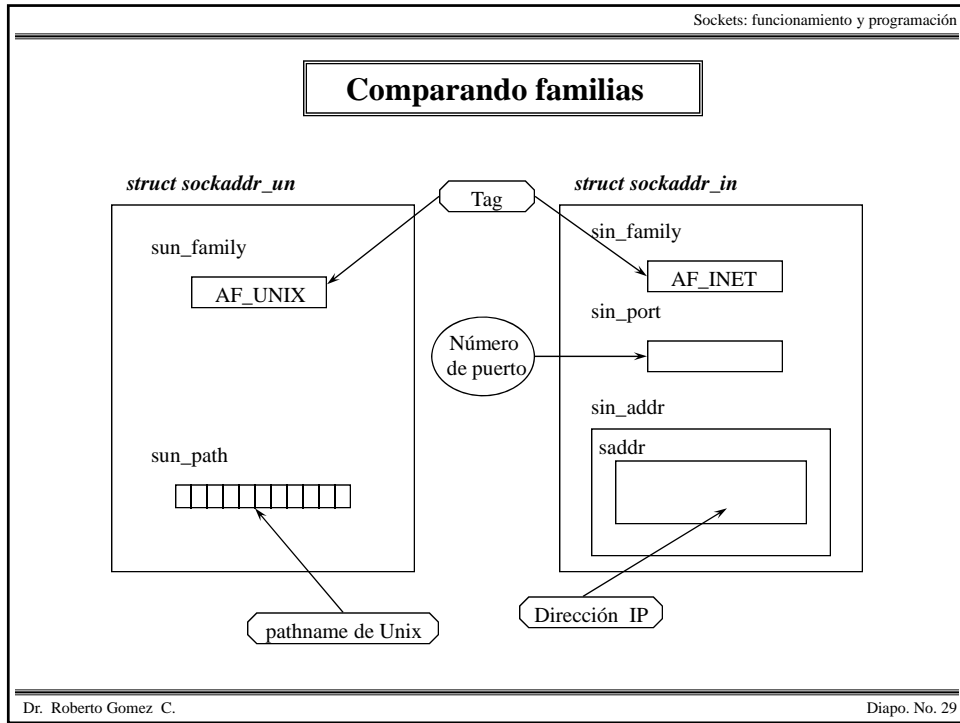 Sockets: funcionamiento y programación
Comparando familias
struct sockaddr_un
Tag
struct sockaddr_in
sun_family
AF_UNIX
sin_family
AF_INET
sin_port
Número
de puerto
sin_addr
saddr
sun_path
pathname de Unix
Dirección IP
Dr. Roberto Gomez C.
Diapo. No. 29